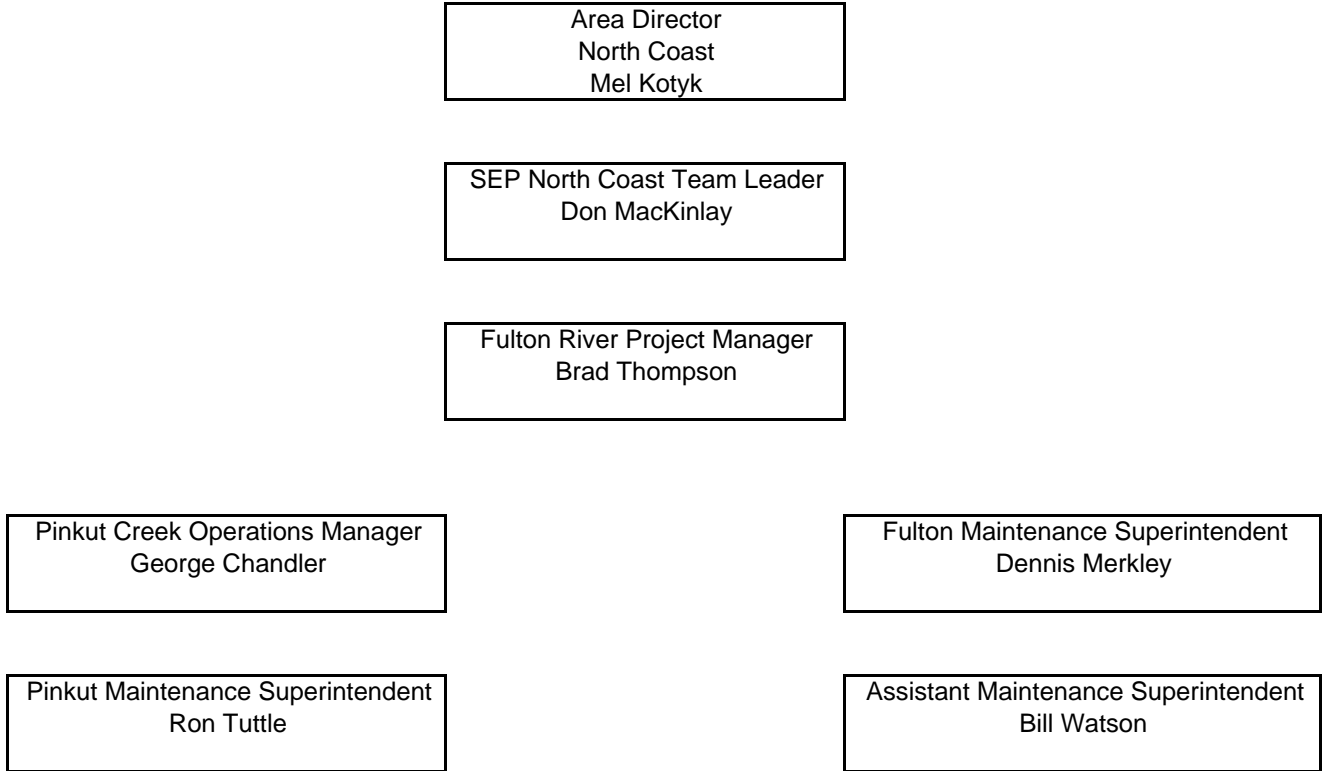 Area Director
North Coast
Mel Kotyk
SEP North Coast Team Leader
Don MacKinlay
Fulton River Project Manager
Brad Thompson
Pinkut Creek Operations Manager
George Chandler
Fulton Maintenance Superintendent
Dennis Merkley
Pinkut Maintenance Superintendent
Ron Tuttle
Assistant Maintenance Superintendent
Bill Watson